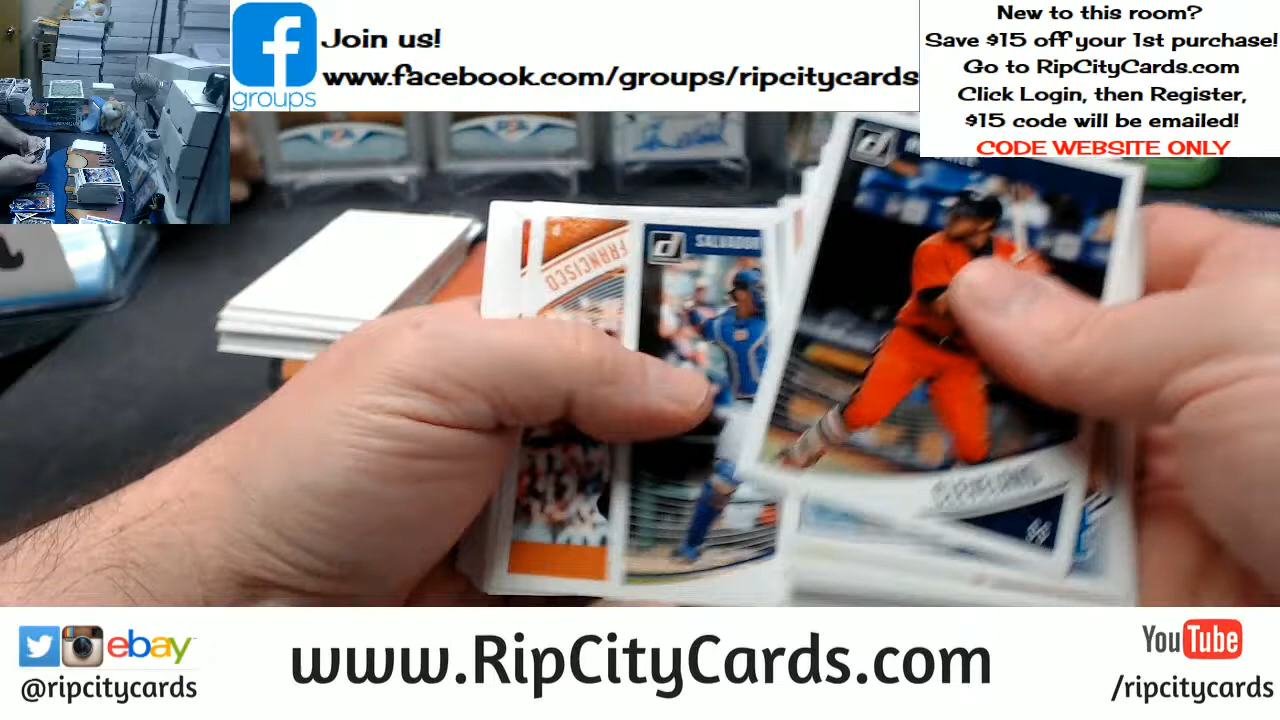 Join us!
www.facebook.com/groups/ripcitycards
groups
New to this room?
Save $15 off your 1st purchase!
Go to RipCityCards.com
Click Login, then Register,
$15 code will be emailed!
CODE WEBSITE ONLY
FRANCISCO
ebay
@ripcitycards
www.RipCityCards.com
YouTube
/ripcitycards